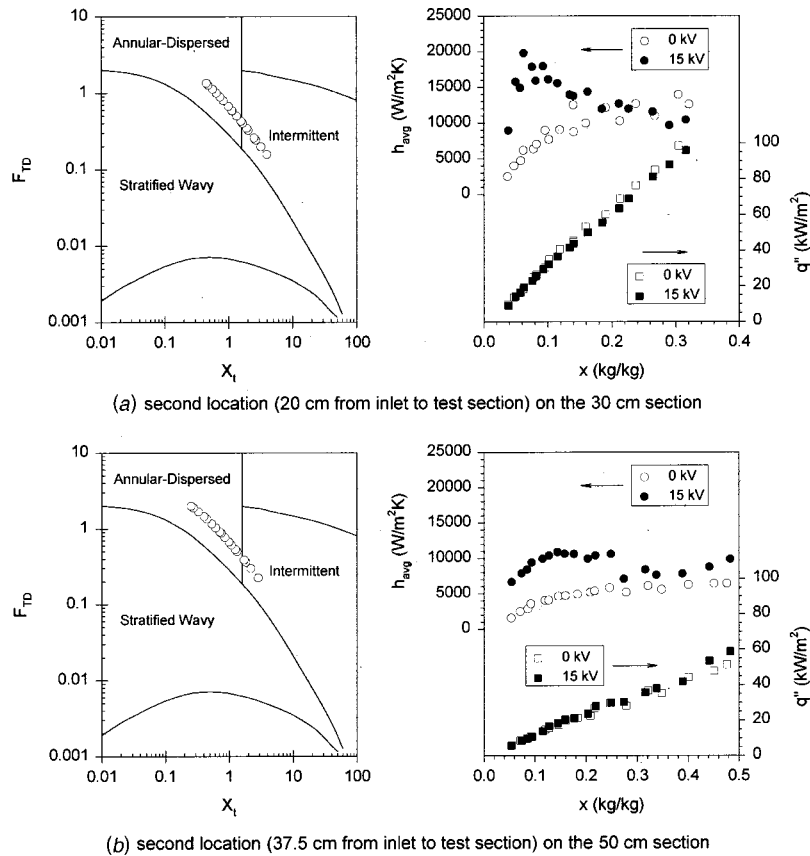 10
1
0.1
0.01
0.001
F_TD
Annular-Dispersed
Intermittent
Stratified Wavy
0.01 0.1 1 10 100
X_t
25000
20000
15000
10000
5000
0
h_avg (W/m²K)
0 kV
15 kV
100
80
60
40
20
0
q" (kW/m²)
0 kV
15 kV
0.0 0.1 0.2 0.3 0.4
x (kg/kg)
(a) second location (20 cm from inlet to test section) on the 30 cm section
10
1
0.1
0.01
0.001
F_TD
Annular-Dispersed
Intermittent
Stratified Wavy
0.01 0.1 1 10 100
X_t
25000
20000
15000
10000
5000
0
h_avg (W/m²K)
0 kV
15 kV
100
80
60
40
20
0
q" (kW/m²)
0 kV
15 kV
0.0 0.1 0.2 0.3 0.4 0.5
x (kg/kg)
(b) second location (37.5 cm from inlet to test section) on the 50 cm section